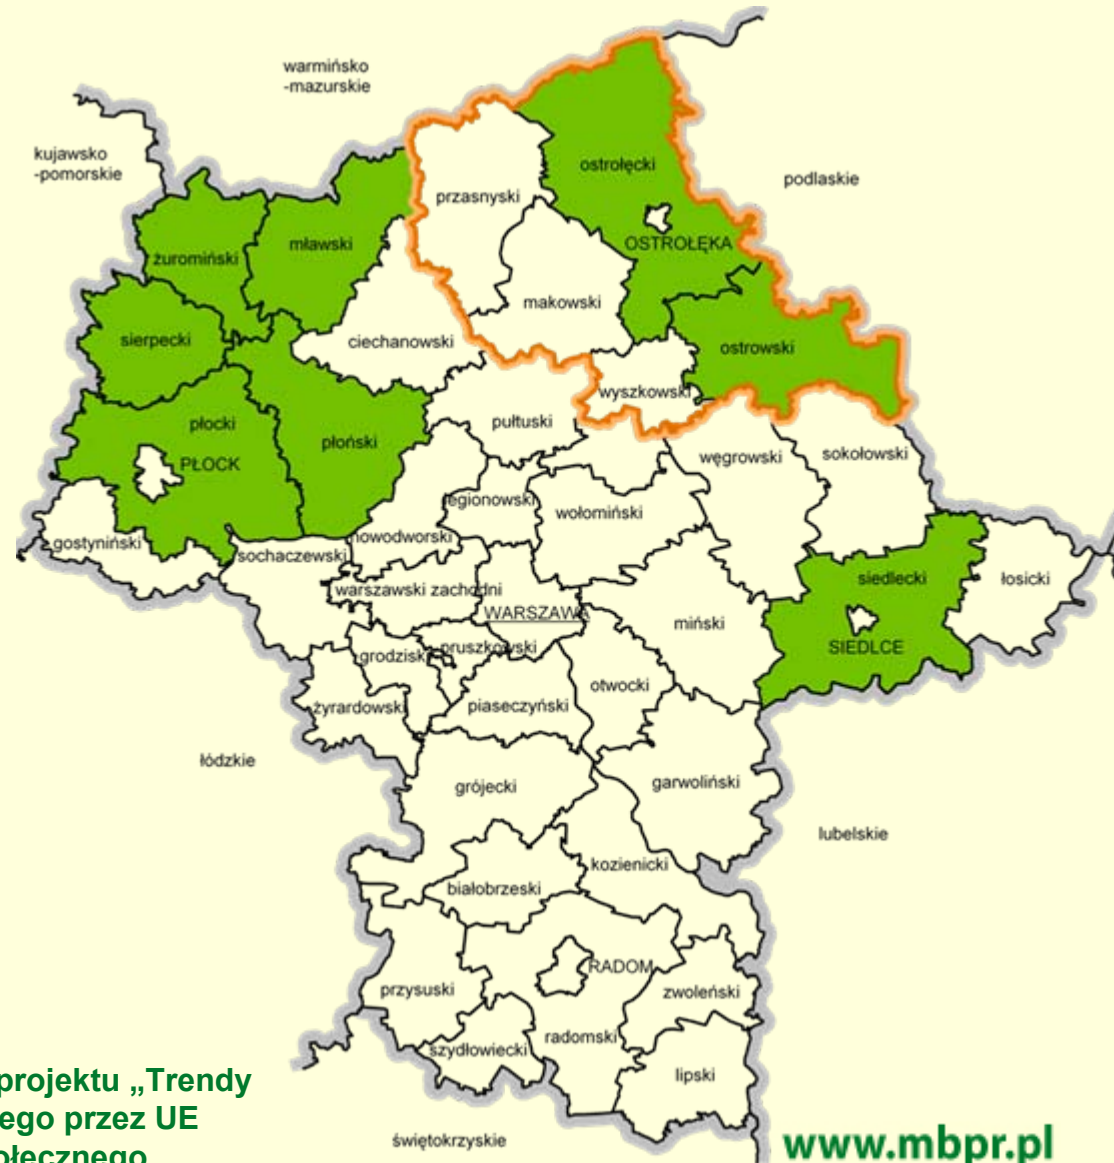 warmińsko
-mazurskie
kujawsko
-pomorskie
podlaskie
ostrołęcki
przasnyski
OSTROŁĘKA
mławski
żuromiński
makowski
sierpecki
ciechanowski
ostrowski
wyszkowski
płocki
pułtuski
płoński
PŁOCK
węgrowski
sokołowski
legionowski
wołomiński
nowodworski
gostyniński
sochaczewski
siedlecki
łosicki
warszawski zachodni
WARSZAWA
miński
SIEDLCE
pruszkowski
grodziski
otwocki
żyrardowski
piaseczyński
łódzkie
grójecki
garwoliński
lubelskie
kozienicki
białobrzeski
RADOM
przysuski
zwoleński
radomski
szydłowiecki
lipski
projektu „Trendy
ego przez UE
ołecznego
świętokrzyskie
www.mbpr.pl